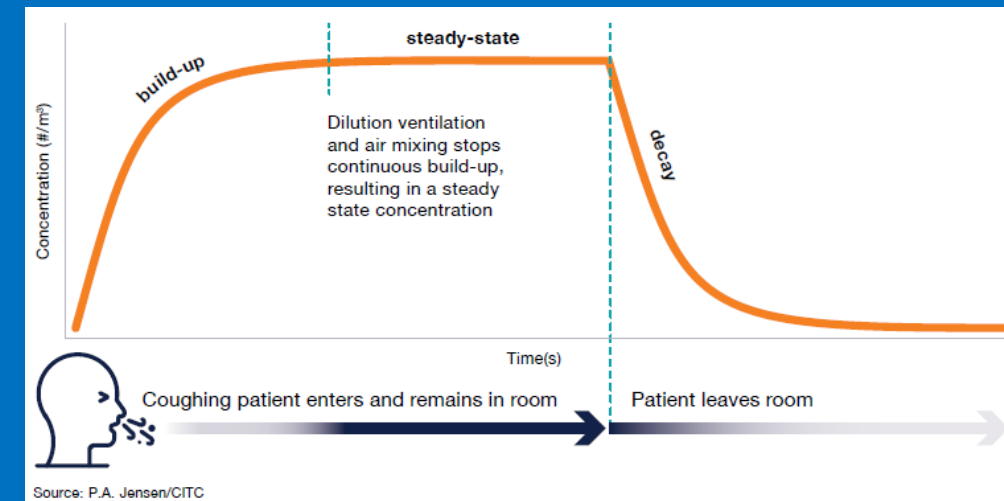 steady-state
build-up
Dilution ventilation
and air mixing stops
continuous build-up,
resulting in a steady
state concentration
decay
Concentration (#/m³)
Time(s)
Coughing patient enters and remains in room
Patient leaves room
Source: P.A. Jensen/CITC